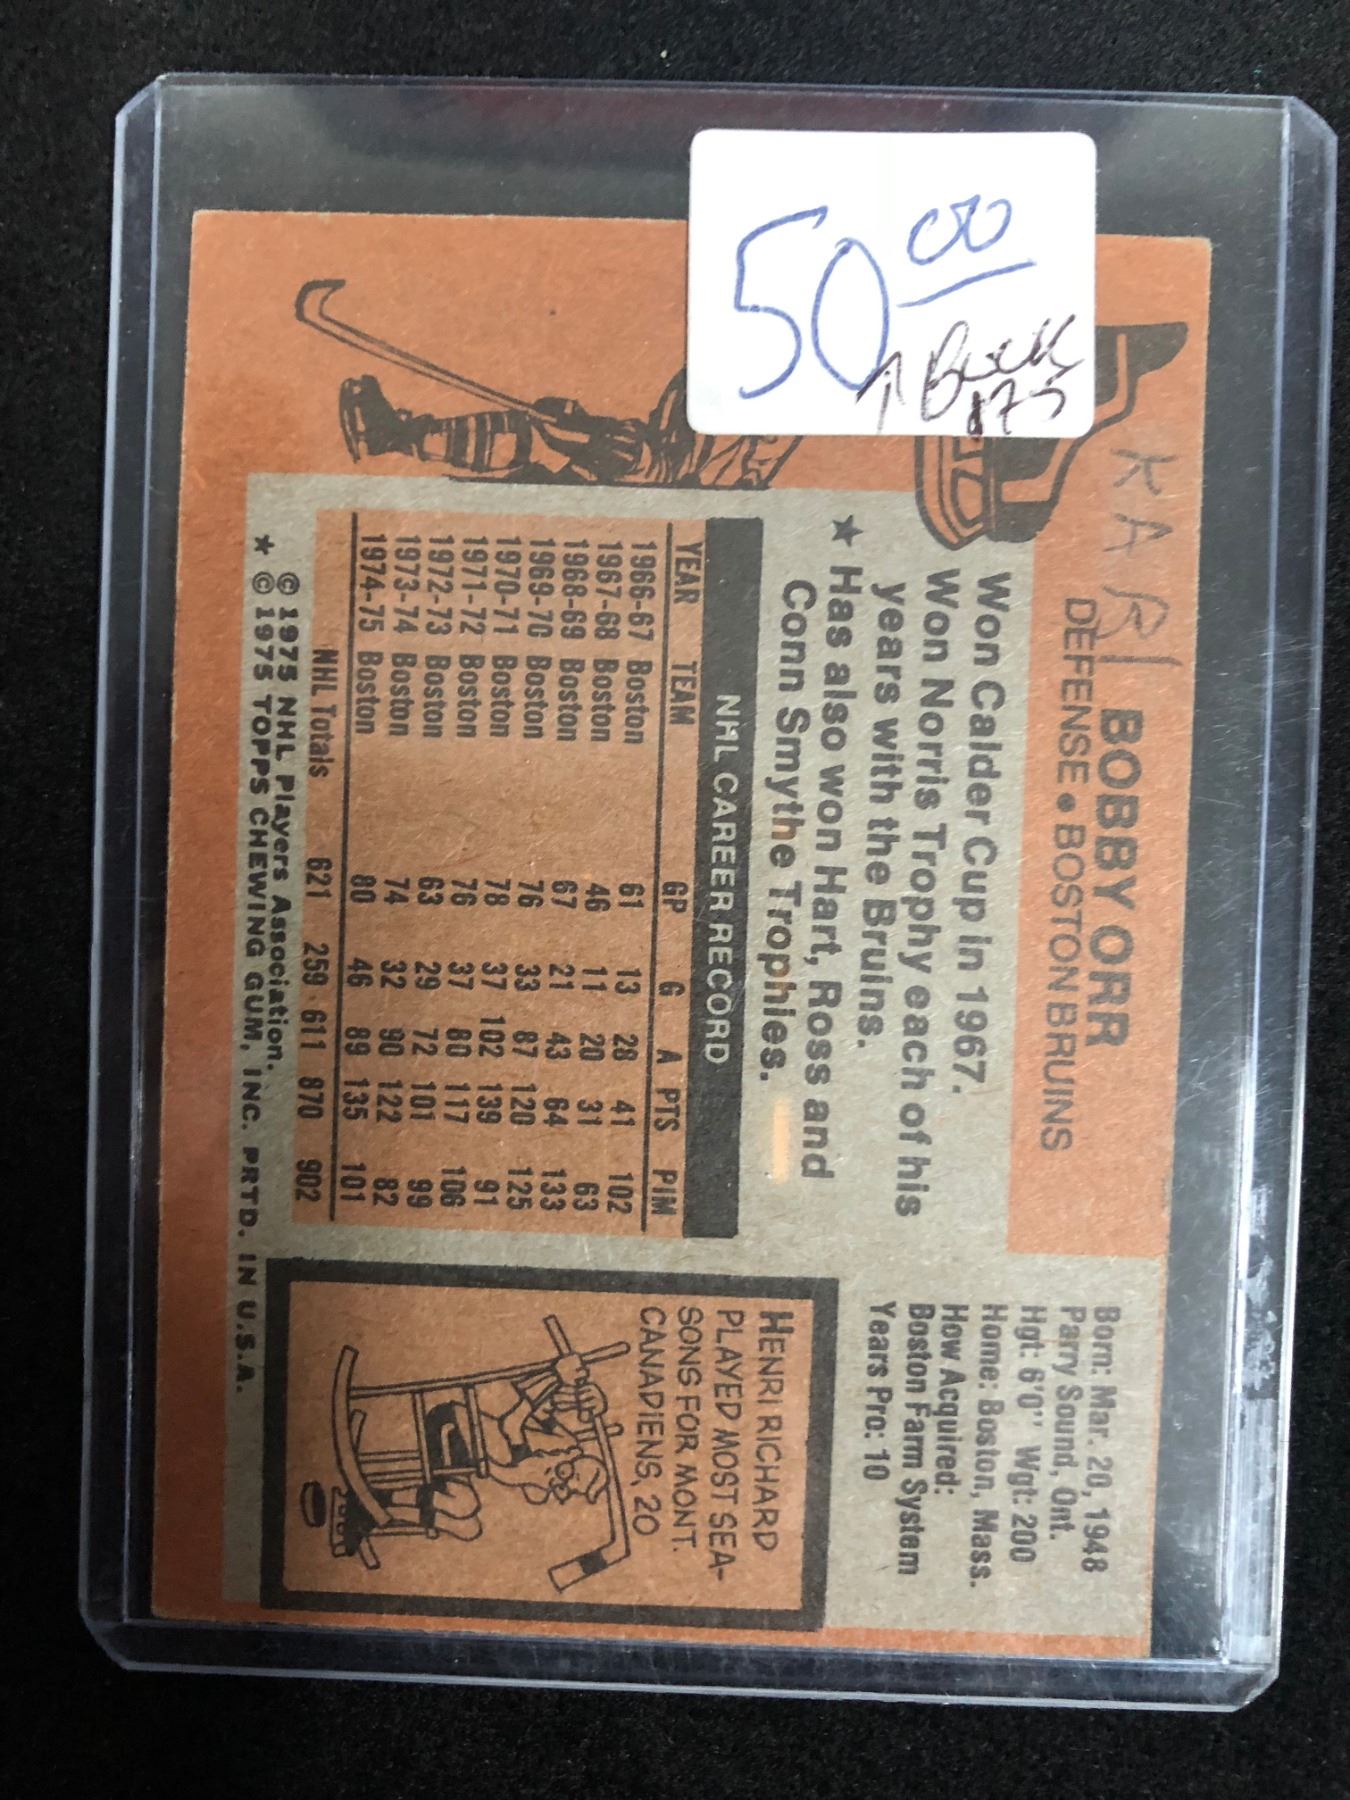 50.00
↑ Book
175
KARL
BOBBY ORR
DEFENSE • BOSTON BRUINS
Won Calder Cup in 1967.
Won Norris Trophy each of his
years with the Bruins.
★ Has also won Hart, Ross and
Conn Smythe Trophies.
Born: Mar. 20, 1948
Parry Sound, Ont.
Hgt: 6'0" Wgt: 200
Home: Boston, Mass.
How Acquired:
Boston Farm System
Years Pro: 10
NHL CAREER RECORD
YEAR TEAM GP G A PTS PIM
1966-67 Boston 61 13 28 41 102
1967-68 Boston 46 11 20 31 63
1968-69 Boston 67 21 43 64 133
1969-70 Boston 76 33 87 120 125
1970-71 Boston 78 37 102 139 91
1971-72 Boston 76 37 80 117 106
1972-73 Boston 63 29 72 101 99
1973-74 Boston 74 32 90 122 82
1974-75 Boston 80 46 89 135 101
NHL Totals 621 259 611 870 902
© 1975 NHL Players Association.
★ © 1975 TOPPS CHEWING GUM, INC. PRTD. IN U.S.A.
HENRI RICHARD
PLAYED MOST SEA-
SONS FOR MONT.
CANADIENS, 20